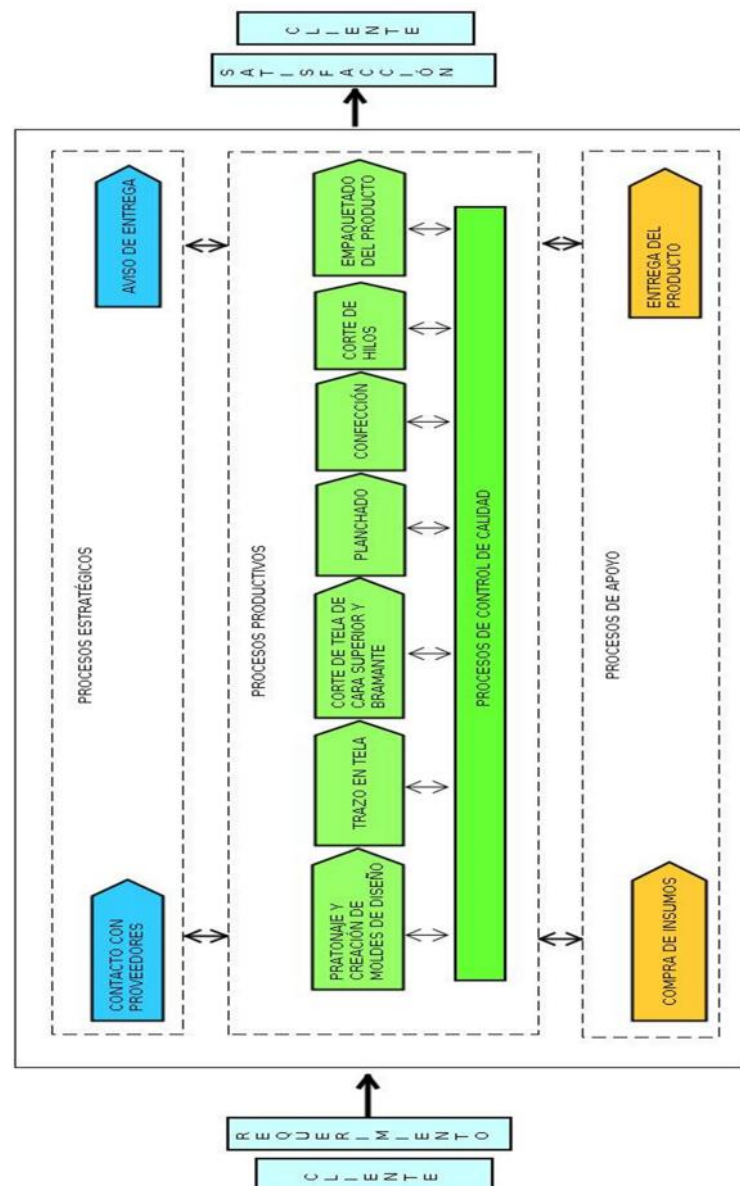 CLIENTE
REQUERIMIENTO
PROCESOS ESTRATÉGICOS
CONTACTO CON
PROVEEDORES
AVISO DE ENTREGA
PROCESOS PRODUCTIVOS
PRATONAJE Y
CREACIÓN DE
MOLDES DE DISEÑO
TRAZO EN TELA
CORTE DE TELA DE
CARA SUPERIOR Y
BRAMANTE
PLANCHADO
CONFECCIÓN
CORTE DE
HILOS
EMPAQUETADO
DEL PRODUCTO
PROCESOS DE CONTROL DE CALIDAD
PROCESOS DE APOYO
COMPRA DE INSUMOS
ENTREGA DEL
PRODUCTO
SATISFACCIÓN
CLIENTE